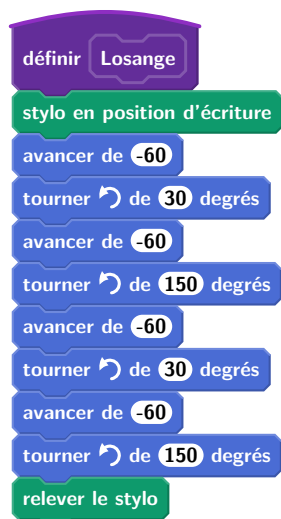 définir Losange
stylo en position d'écriture
avancer de -60
tourner de 30 degrés
avancer de -60
tourner de 150 degrés
avancer de -60
tourner de 30 degrés
avancer de -60
tourner de 150 degrés
relever le stylo